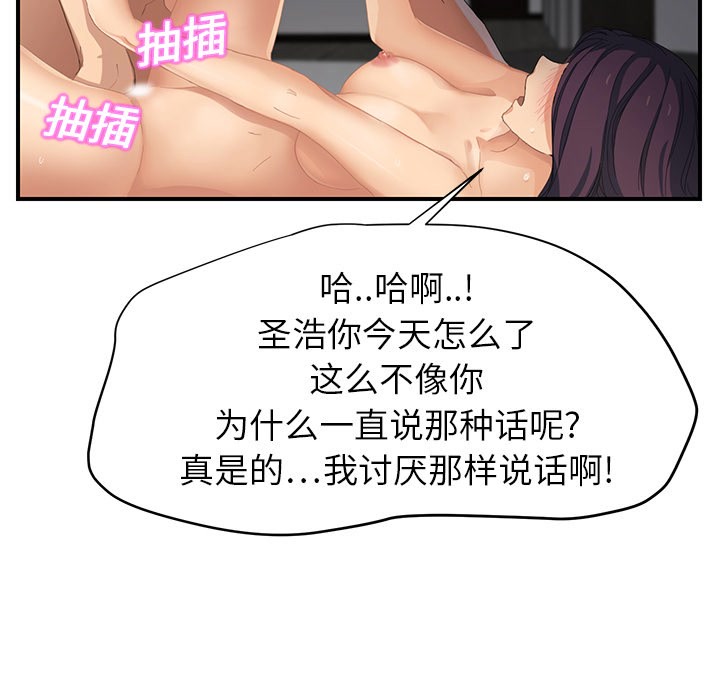 抽插
抽插
哈..哈啊..!
圣浩你今天怎么了
这么不像你
为什么一直说那种话呢?
真是的...我讨厌那样说话啊!